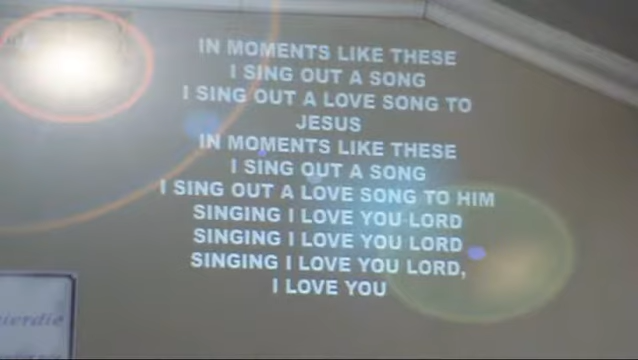 IN MOMENTS LIKE THESE
I SING OUT A SONG
I SING OUT A LOVE SONG TO
JESUS
IN MOMENTS LIKE THESE
I SING OUT A SONG
I SING OUT A LOVE SONG TO HIM
SINGING I LOVE YOU LORD
SINGING I LOVE YOU LORD
SINGING I LOVE YOU LORD,
I LOVE YOU